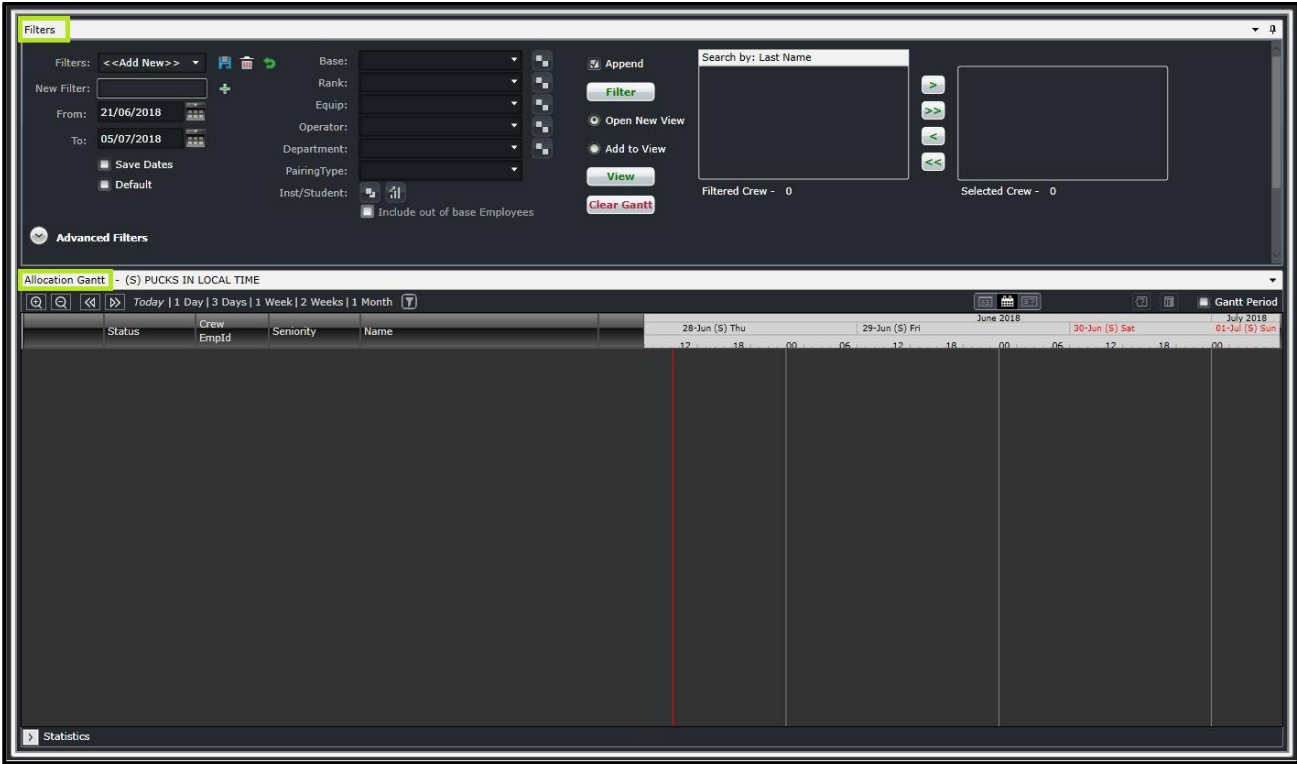 Filters
Filters: <<Add New>>
New Filter:
From: 21/06/2018
To: 05/07/2018
Save Dates
Default
Base:
Rank:
Equip:
Operator:
Department:
PairingType:
Inst/Student:
Include out of base Employees
Append
Filter
Open New View
Add to View
View
Clear Gantt
Search by: Last Name
Filtered Crew - 0
>
>>
<
<<
Selected Crew - 0
Advanced Filters
Allocation Gantt - (S) PUCKS IN LOCAL TIME
Today | 1 Day | 3 Days | 1 Week | 2 Weeks | 1 Month
Gantt Period
Status
Crew
EmpId
Seniority
Name
June 2018
July 2018
28-Jun (S) Thu
29-Jun (S) Fri
30-Jun (S) Sat
01-Jul (S) Sun
12 18 00 06 12 18 00 06 12 18 00
Statistics